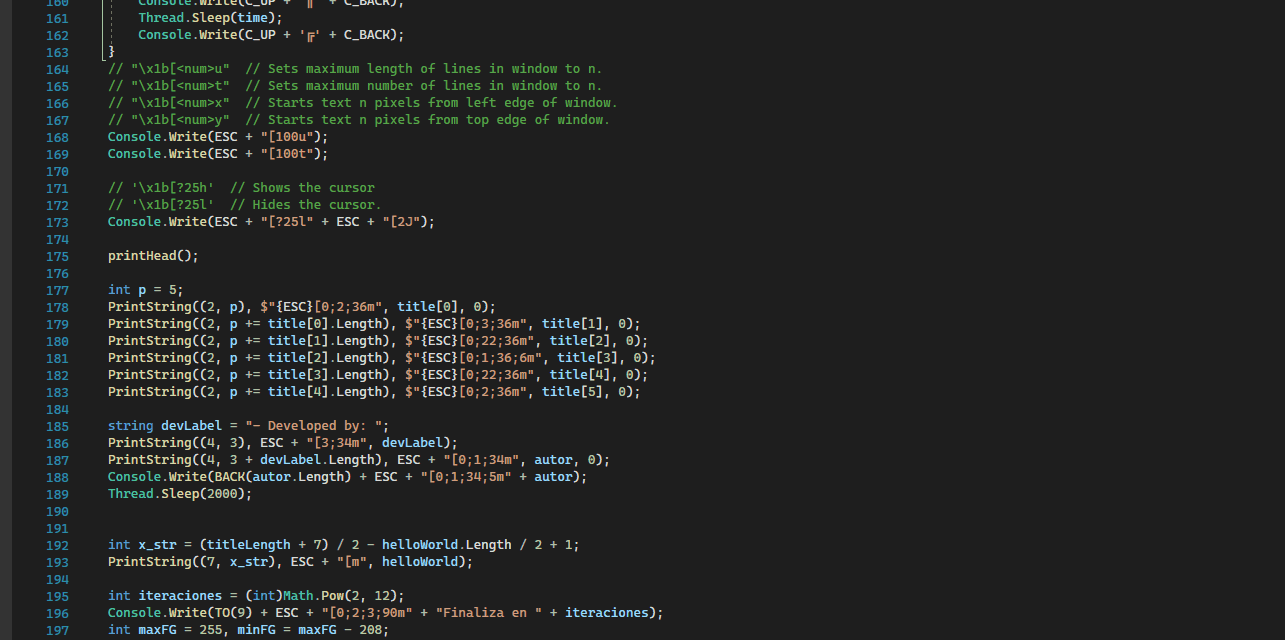 160 Console.Write(C_UP + '╔' + C_BACK);
161 Thread.Sleep(time);
162 Console.Write(C_UP + '╔' + C_BACK);
163 }
164 // "\x1b[<num>u"  // Sets maximum length of lines in window to n.
165 // "\x1b[<num>t"  // Sets maximum number of lines in window to n.
166 // "\x1b[<num>x"  // Starts text n pixels from left edge of window.
167 // "\x1b[<num>y"  // Starts text n pixels from top edge of window.
168 Console.Write(ESC + "[100u");
169 Console.Write(ESC + "[100t");
170
171 // '\x1b[?25h'  // Shows the cursor
172 // '\x1b[?25l'  // Hides the cursor.
173 Console.Write(ESC + "[?25l" + ESC + "[2J");
174
175 printHead();
176
177 int p = 5;
178 PrintString((2, p), $"{ESC}[0;2;36m", title[0], 0);
179 PrintString((2, p += title[0].Length), $"{ESC}[0;3;36m", title[1], 0);
180 PrintString((2, p += title[1].Length), $"{ESC}[0;22;36m", title[2], 0);
181 PrintString((2, p += title[2].Length), $"{ESC}[0;1;36;6m", title[3], 0);
182 PrintString((2, p += title[3].Length), $"{ESC}[0;22;36m", title[4], 0);
183 PrintString((2, p += title[4].Length), $"{ESC}[0;2;36m", title[5], 0);
184
185 string devLabel = "- Developed by: ";
186 PrintString((4, 3), ESC + "[3;34m", devLabel);
187 PrintString((4, 3 + devLabel.Length), ESC + "[0;1;34m", autor, 0);
188 Console.Write(BACK(autor.Length) + ESC + "[0;1;34;5m" + autor);
189 Thread.Sleep(2000);
190
191
192 int x_str = (titleLength + 7) / 2 - helloWorld.Length / 2 + 1;
193 PrintString((7, x_str), ESC + "[m", helloWorld);
194
195 int iteraciones = (int)Math.Pow(2, 12);
196 Console.Write(TO(9) + ESC + "[0;2;3;90m" + "Finaliza en " + iteraciones);
197 int maxFG = 255, minFG = maxFG - 208;